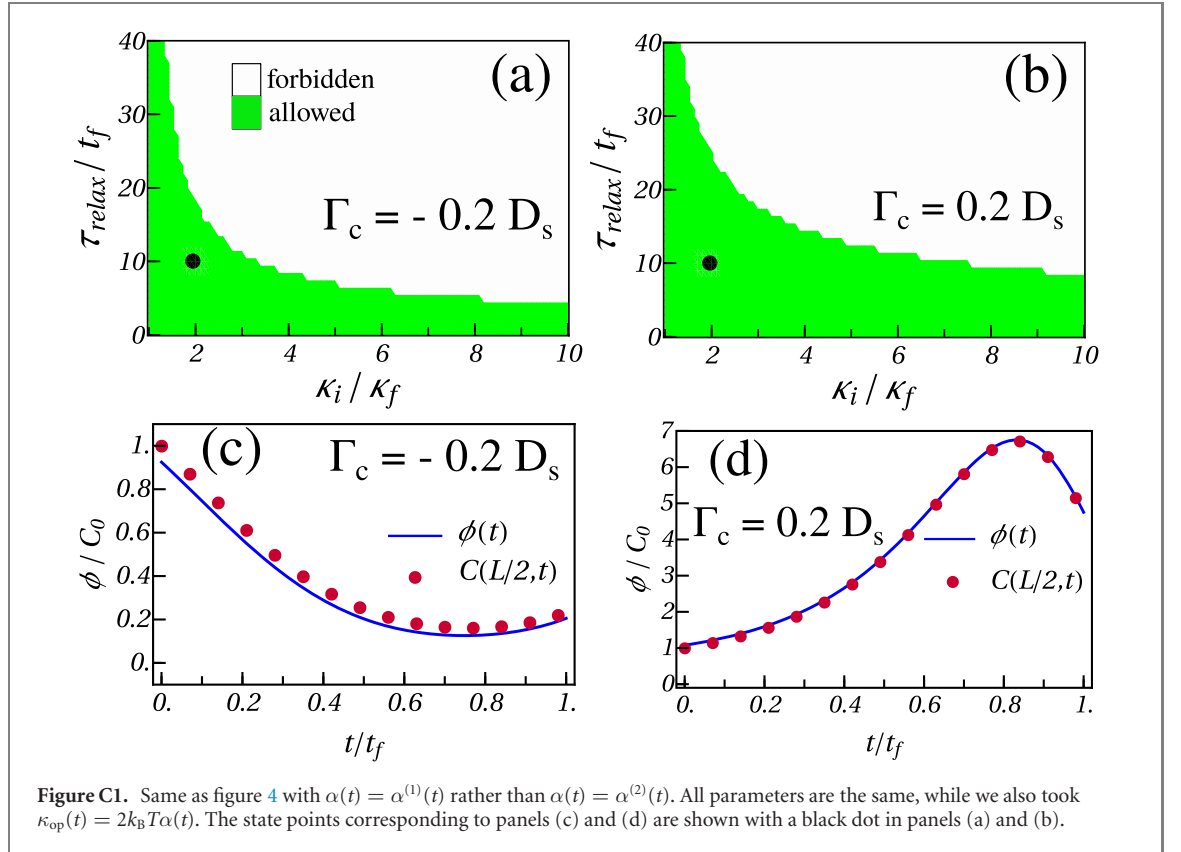 40
30
20
10
0
τrelax / tf
forbidden
allowed
(a)
Γc = - 0.2 Ds
2 4 6 8 10
κi / κf
40
30
20
10
0
τrelax / tf
(b)
Γc = 0.2 Ds
2 4 6 8 10
κi / κf
1.
0.8
0.6
0.4
0.2
0.
ϕ / C0
(c) Γc = - 0.2 Ds
ϕ(t)
C(L/2,t)
0. 0.2 0.4 0.6 0.8 1.
t/tf
7
6
5
4
3
2
1
0
ϕ / C0
(d)
Γc = 0.2 Ds
ϕ(t)
C(L/2,t)
0. 0.2 0.4 0.6 0.8 1.
t/tf
Figure C1. Same as figure 4 with α(t) = α(1)(t) rather than α(t) = α(2)(t). All parameters are the same, while we also took
κop(t) = 2kBTα(t). The state points corresponding to panels (c) and (d) are shown with a black dot in panels (a) and (b).